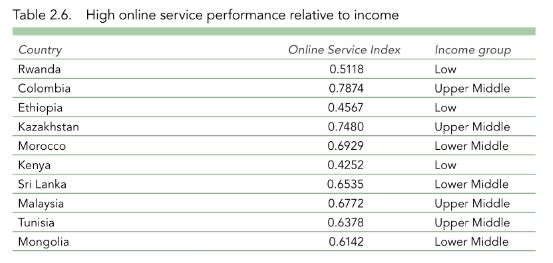 Table 2.6. High online service performance relative to income
Country Online Service Index Income group
Rwanda 0.5118 Low
Colombia 0.7874 Upper Middle
Ethiopia 0.4567 Low
Kazakhstan 0.7480 Upper Middle
Morocco 0.6929 Lower Middle
Kenya 0.4252 Low
Sri Lanka 0.6535 Lower Middle
Malaysia 0.6772 Upper Middle
Tunisia 0.6378 Upper Middle
Mongolia 0.6142 Lower Middle